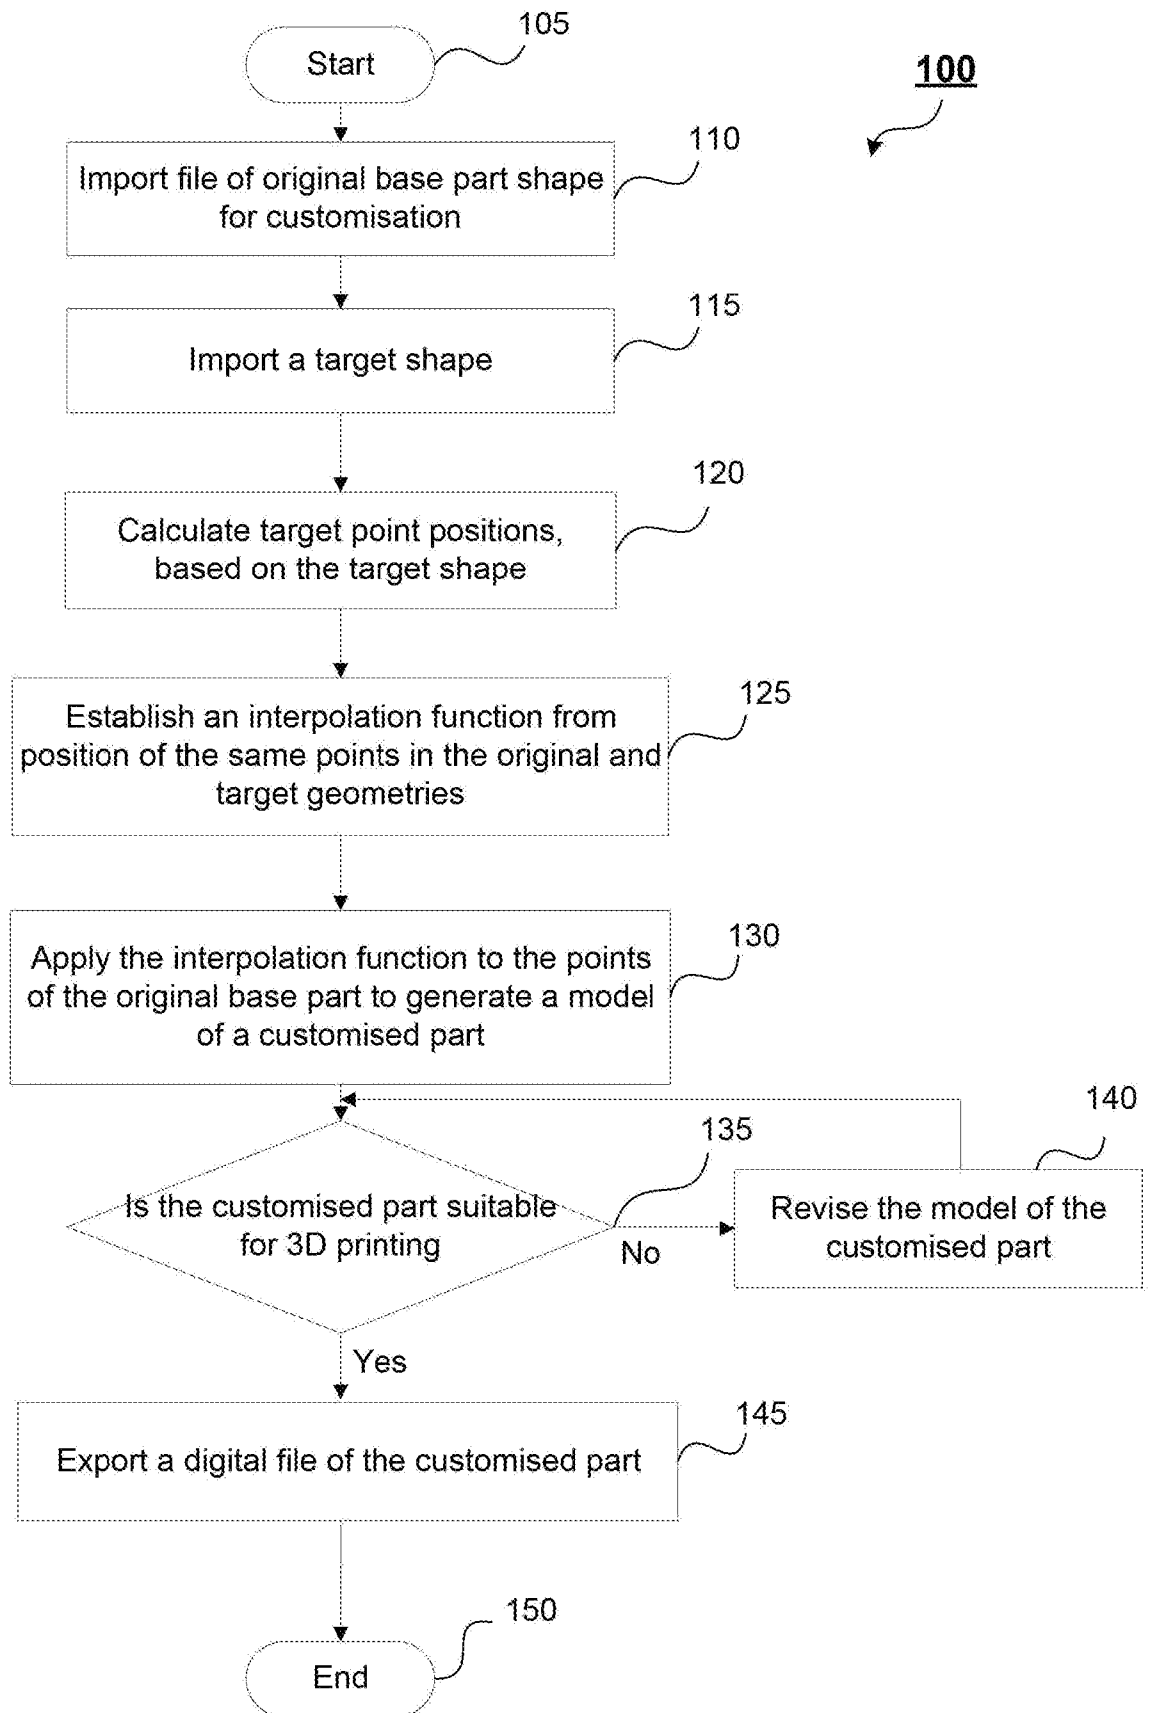 105
Start
100
110
Import file of original base part shape
for customisation
115
Import a target shape
120
Calculate target point positions,
based on the target shape
125
Establish an interpolation function from
position of the same points in the original and
target geometries
130
Apply the interpolation function to the points
of the original base part to generate a model
of a customised part
140
135
Is the customised part suitable
for 3D printing
No
Revise the model of the
customised part
Yes
145
Export a digital file of the customised part
150
End